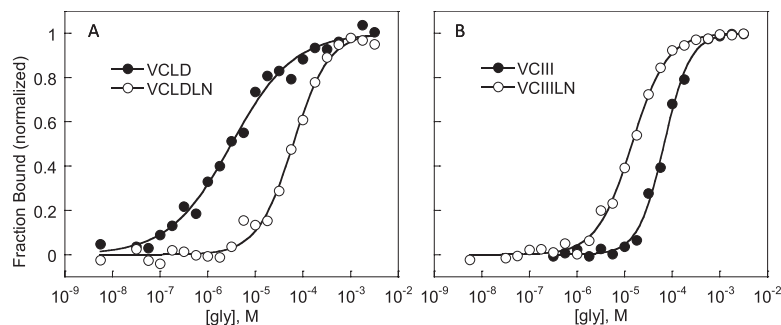 A
B
VCLD
VCLDLN
VCIII
VCIIILN
Fraction Bound (normalized)
1
0.8
0.6
0.4
0.2
0
10⁻⁹ 10⁻⁸ 10⁻⁷ 10⁻⁶ 10⁻⁵ 10⁻⁴ 10⁻³ 10⁻²
[gly], M
10⁻⁹ 10⁻⁸ 10⁻⁷ 10⁻⁶ 10⁻⁵ 10⁻⁴ 10⁻³ 10⁻²
[gly], M